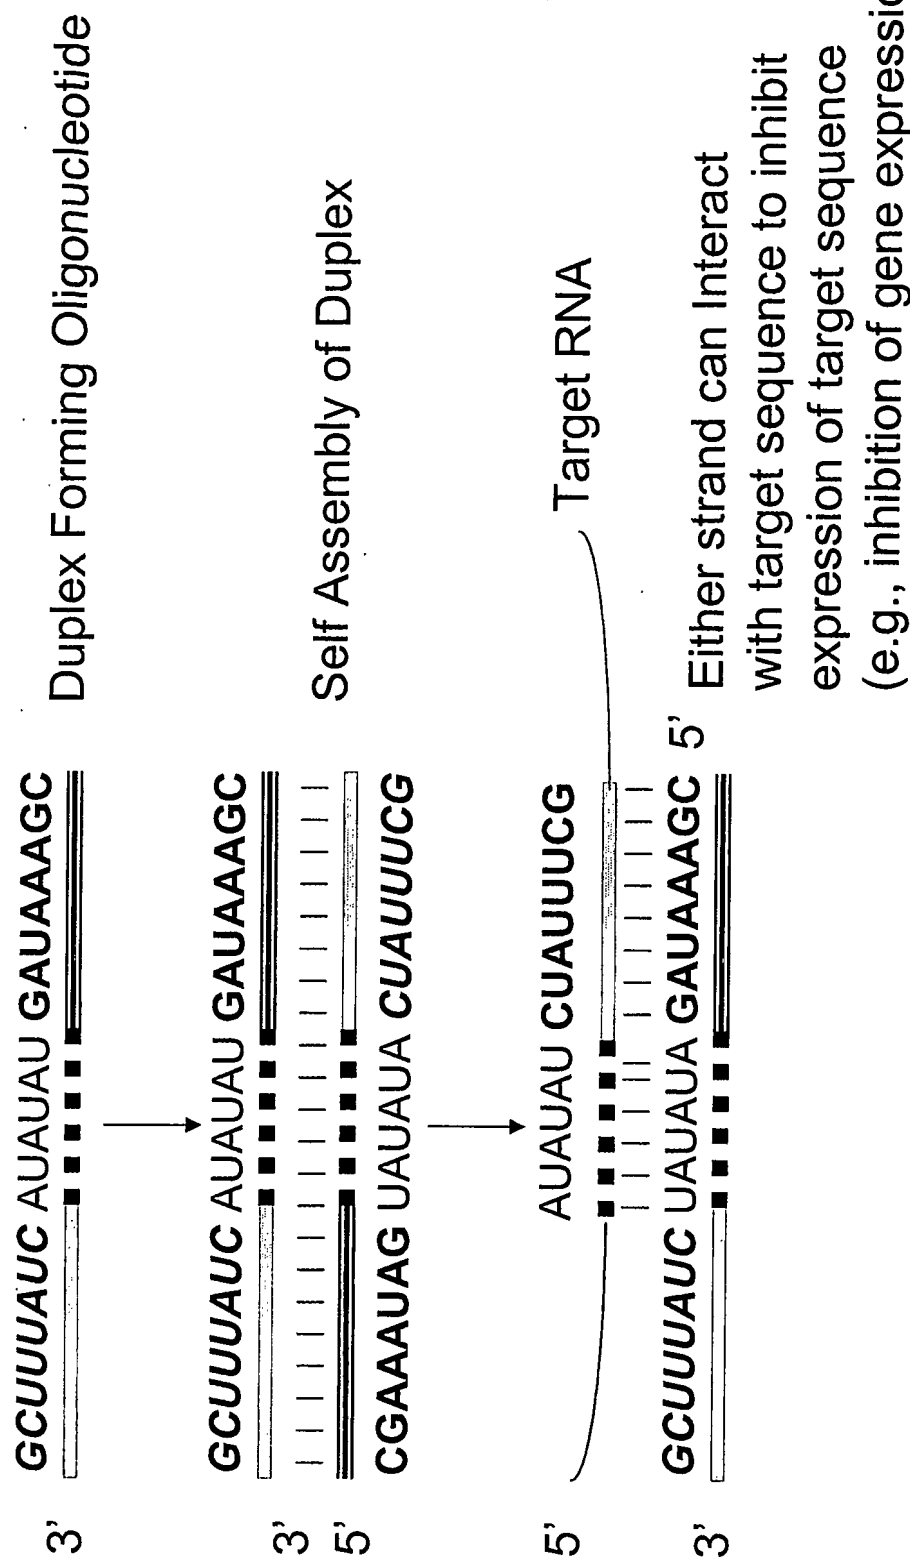 3' GCUUUAUC AUAUAU GAUAAAGC Duplex Forming Oligonucleotide
3' GCUUUAUC AUAUAU GAUAAAGC
5'
Self Assembly of Duplex
CGAAAUAG UAUAUA CUAUUUCG
AUAUAU CUAUUUCG
5'
Target RNA
3' GCUUUAUC UAUAUA GAUAAAGC 5'
Either strand can Interact
with target sequence to inhibit
expression of target sequence
(e.g., inhibition of gene